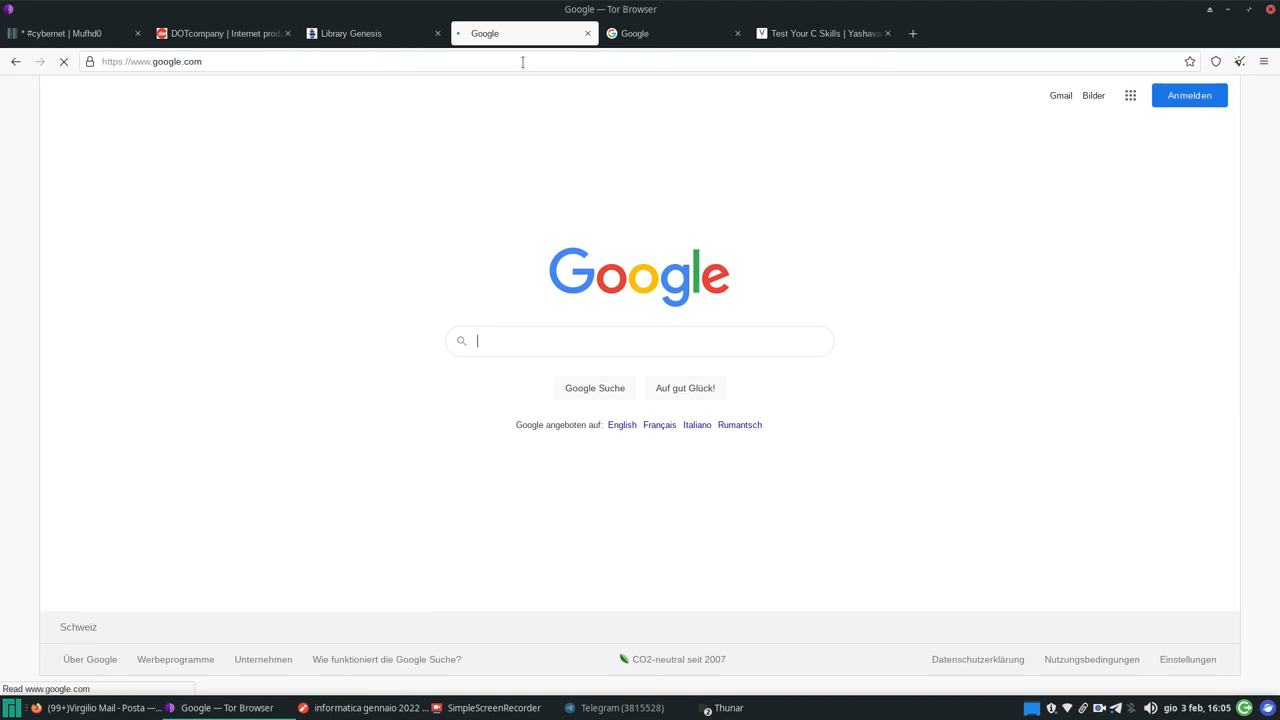 Google — Tor Browser
* #cybernet | Mufhd0
DOTcompany | Internet prod
Library Genesis
Google
Google
Test Your C Skills | Yashava
https://www.google.com
Gmail
Bilder
Anmelden
Google
Google Suche
Auf gut Glück!
Google angeboten auf: English Français Italiano Rumantsch
Schweiz
Über Google
Werbeprogramme
Unternehmen
Wie funktioniert die Google Suche?
CO2-neutral seit 2007
Datenschutzerklärung
Nutzungsbedingungen
Einstellungen
Read www.google.com
(99+)Virgilio Mail - Posta —...
Google — Tor Browser
informatica gennaio 2022 ...
SimpleScreenRecorder
Telegram (3815528)
2
Thunar
gio 3 feb, 16:05